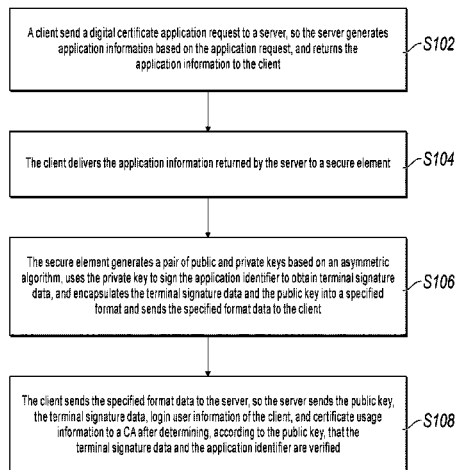 A client send a digital certificate application request to a server, so the server generates
application information based on the application request, and returns the
application information to the client
S102
The client delivers the application information returned by the server to a secure element
S104
The secure element generates a pair of public and private keys based on an asymmetric
algorithm, uses the private key to sign the application identifier to obtain terminal signature
data, and encapsulates the terminal signature data and the public key into a specified
format and sends the specified format data to the client
S106
The client sends the specified format data to the server, so the server sends the public key,
the terminal signature data, login user information of the client, and certificate usage
information to a CA after determining, according to the public key, that the
terminal signature data and the application identifier are verified
S108